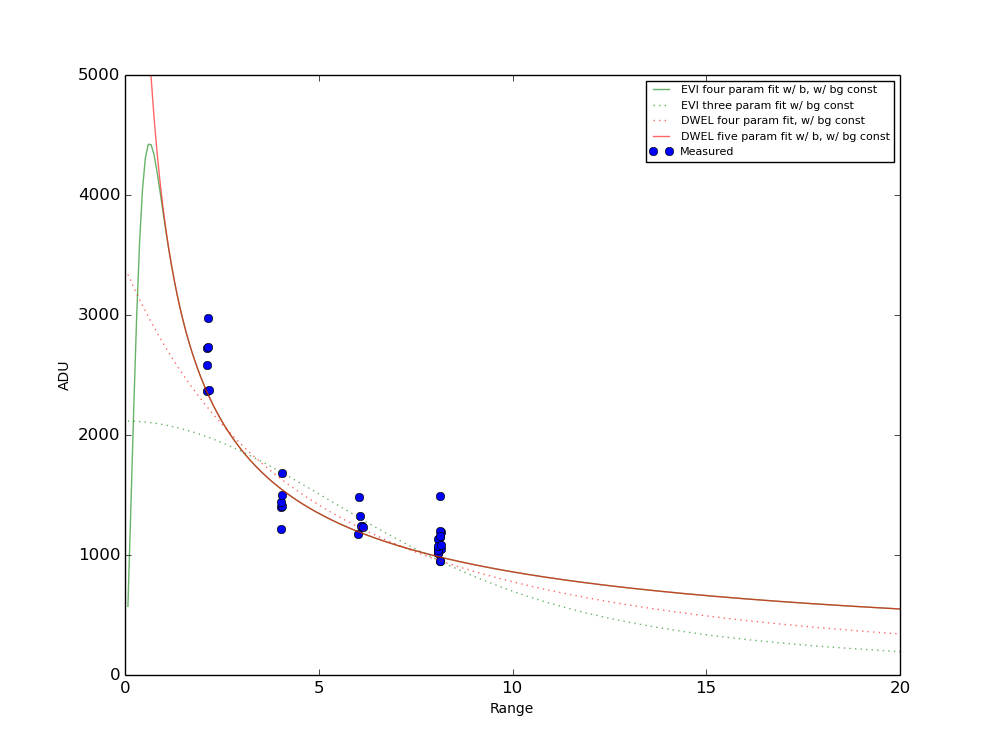 5000
4000
3000
2000
1000
0
ADU
0 5 10 15 20
Range
EVI four param fit w/ b, w/ bg const
EVI three param fit w/ bg const
DWEL four param fit, w/ bg const
DWEL five param fit w/ b, w/ bg const
Measured